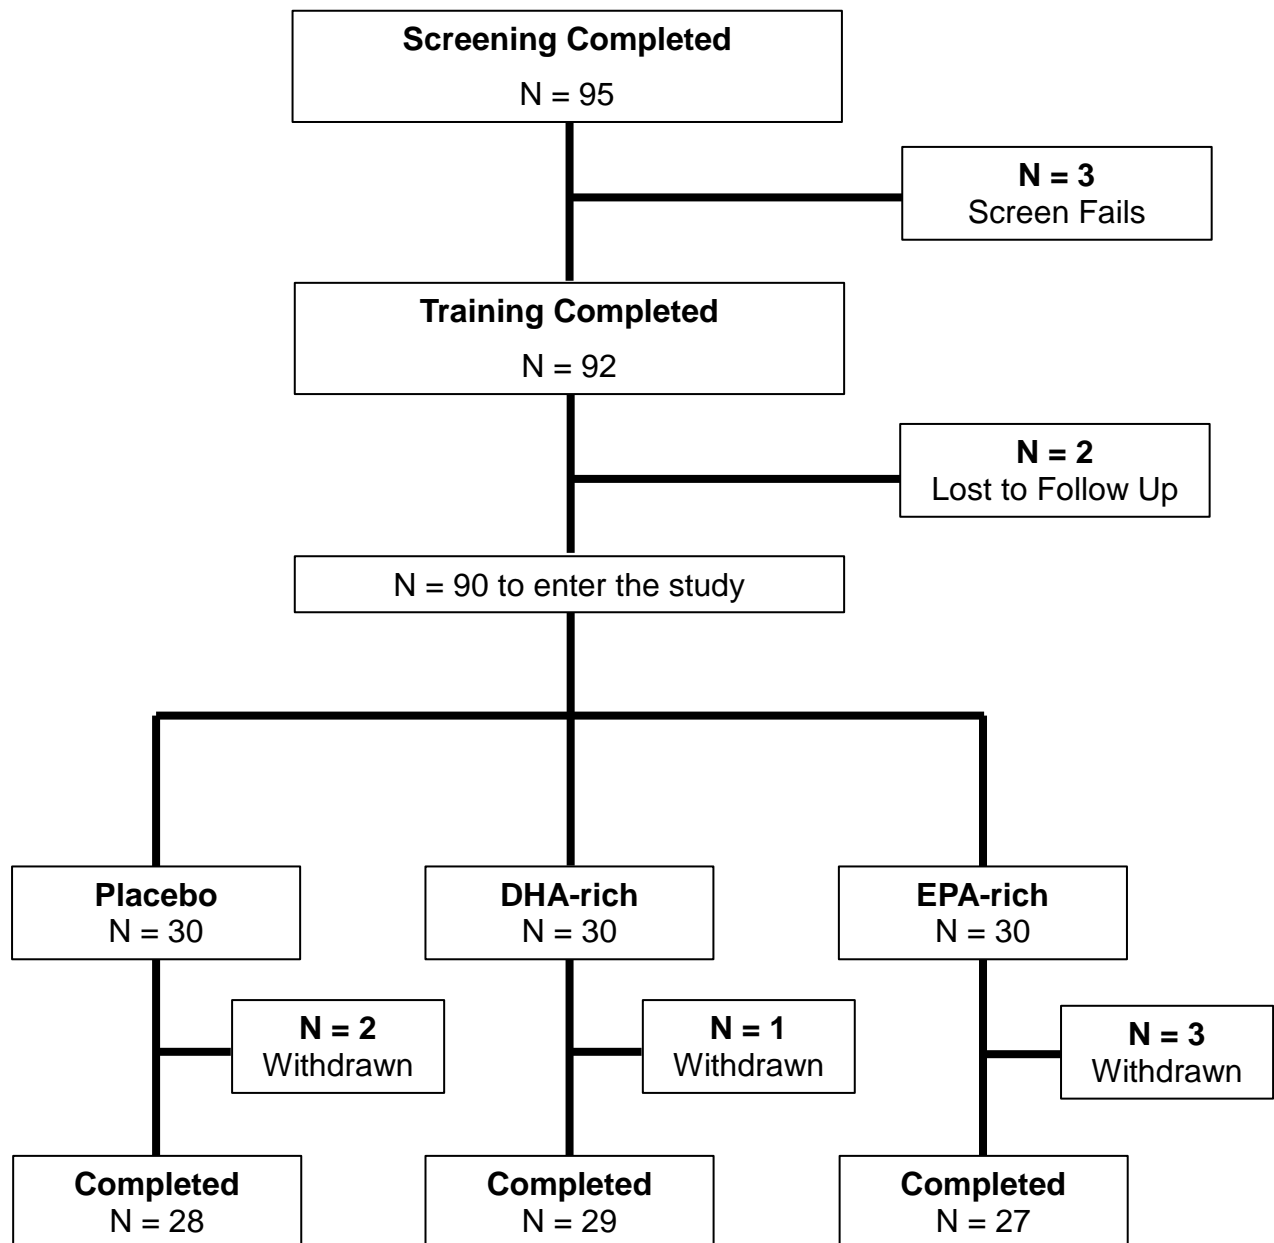 Screening Completed
N = 95
N = 3
Screen Fails
Training Completed
N = 92
N = 2
Lost to Follow Up
N = 90 to enter the study
Placebo
N = 30
DHA-rich
N = 30
EPA-rich
N = 30
N = 2
Withdrawn
N = 1
Withdrawn
N = 3
Withdrawn
Completed
N = 28
Completed
N = 29
Completed
N = 27